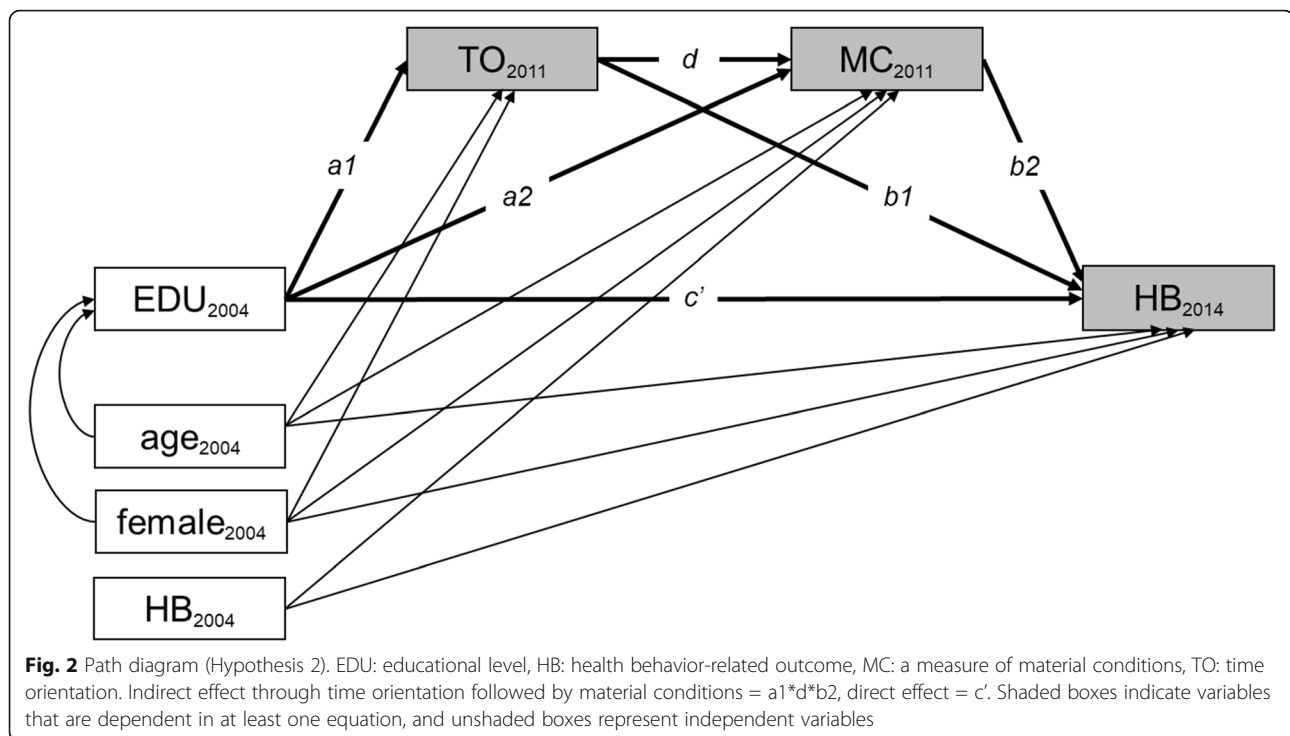 TO2011
d
MC2011
a1
a2
b1
b2
EDU2004
c’
HB2014
age2004
female2004
HB2004
Fig. 2 Path diagram (Hypothesis 2). EDU: educational level, HB: health behavior-related outcome, MC: a measure of material conditions, TO: time
orientation. Indirect effect through time orientation followed by material conditions = a1*d*b2, direct effect = c’. Shaded boxes indicate variables
that are dependent in at least one equation, and unshaded boxes represent independent variables